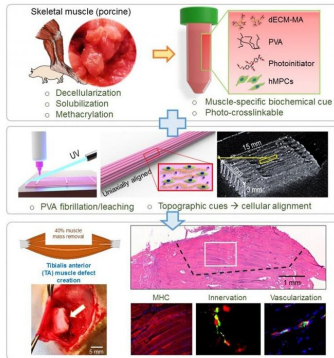 Skeletal muscle (porcine)
dECM-MA
PVA
Photoinitiator
hMPCs
○ Decellularization
○ Solubilization
○ Methacrylation
○ Muscle-specific biochemical cue
○ Photo-crosslinkable
UV
Uniaxially aligned
15 mm
3 mm
○ PVA fibrillation/leaching
○ Topographic cues → cellular alignment
40% muscle
mass removal
Tibialis anterior
(TA) muscle defect
creation
5 mm
1 mm
MHC
Innervation
Vascularization